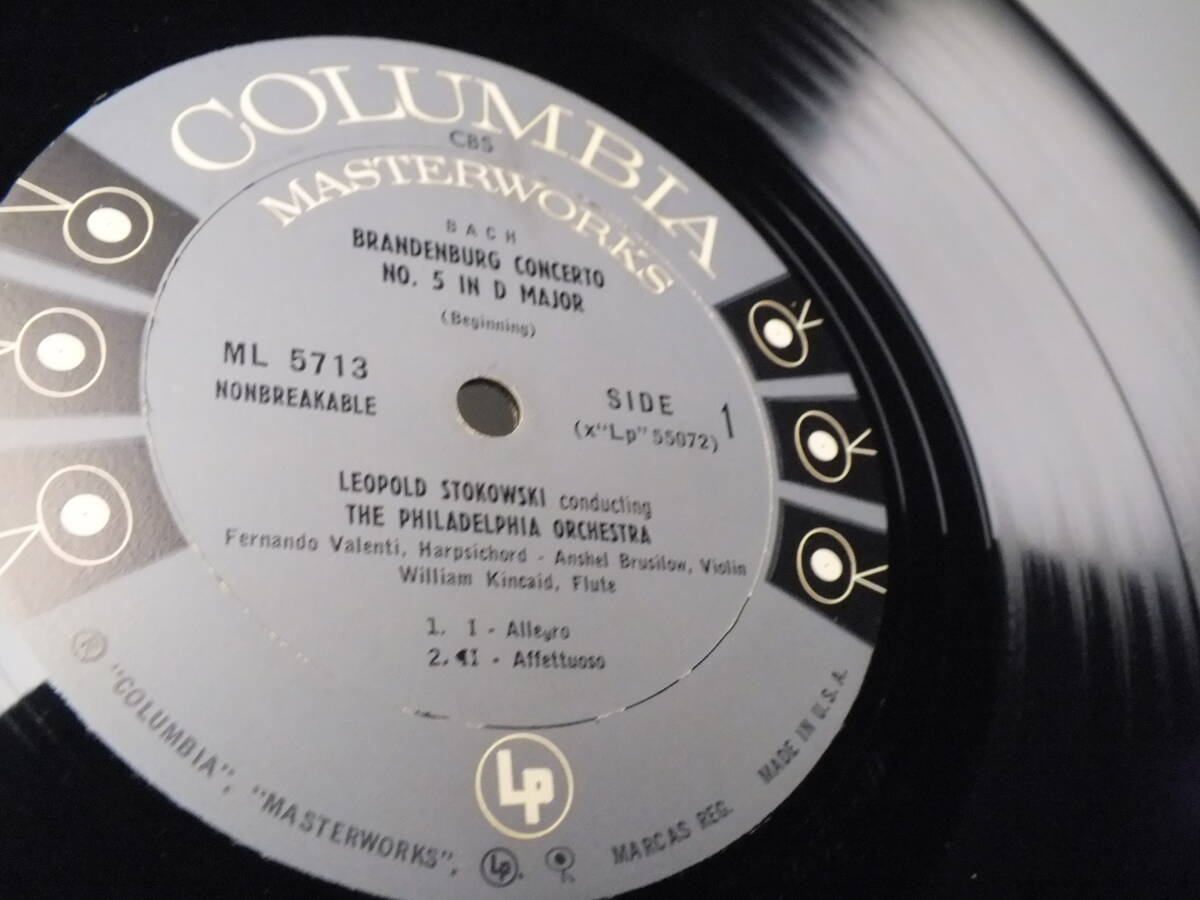 COLUMBIA
CBS
MASTERWORKS
BACH
BRANDENBURG CONCERTO
NO. 5 IN D MAJOR
(Beginning)
ML 5713
NONBREAKABLE
SIDE 1
(x"Lp" 55072)
LEOPOLD STOKOWSKI conducting
THE PHILADELPHIA ORCHESTRA
Fernando Valenti, Harpsichord - Anshel Brusilow, Violin
William Kincaid, Flute
1. I - Allegro
2. II - Affettuoso
Lp
® "COLUMBIA", "MASTERWORKS", Lp, MARCAS REG. MADE IN U.S.A.